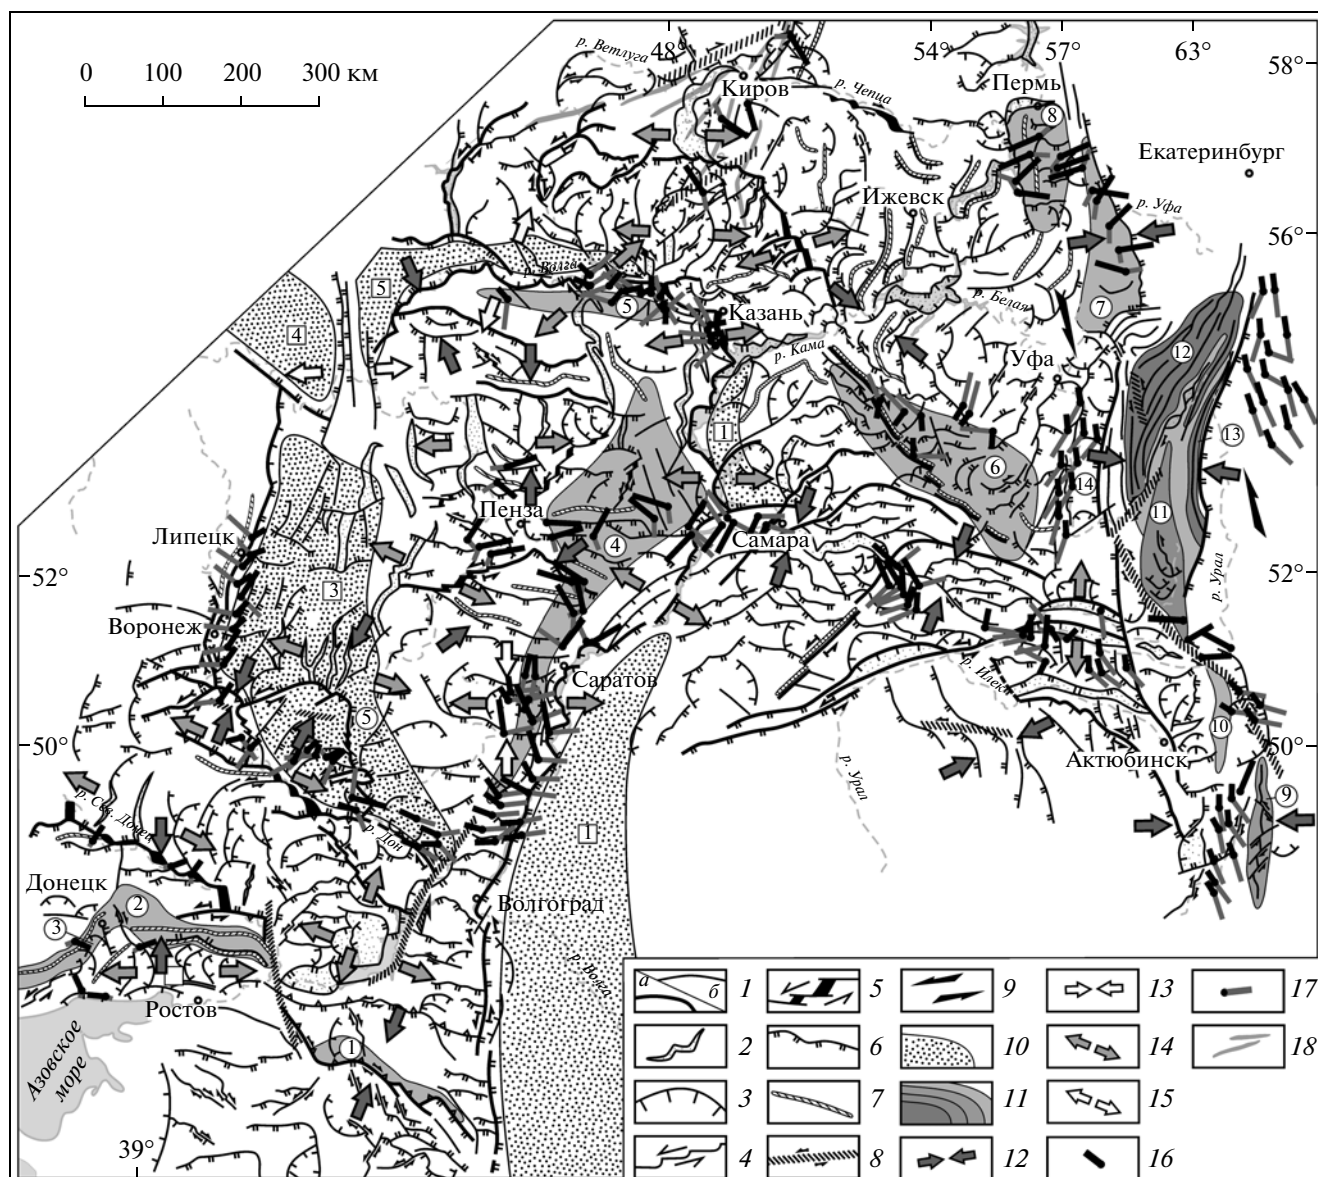 48°
54°
57°
63°
р. Ветлуга
58°
0 100 200 300 км
Киров
р. Чепца
Пермь
8
Екатеринбург
Ижевск
р. Уфа
56°
5
р. Волга
5
4
Казань
р. Белая
7
12
р. Кама
Уфа
1
13
6
14
Пенза
11
Липецк
4
Самара
52°
52°
3
р. Урал
Воронеж
Саратов
р. Илек
5
10
50°
50°
Актюбинск
р. Урал
9
р. Сев. Донец
р. Дон
1
Донецк
2
Волгоград
3
р. Волга
Ростов
Азовское
море
1
39°
а б 1
5
9
13
17
2
6
10
14
18
3
7
11
15
4
8
12
16